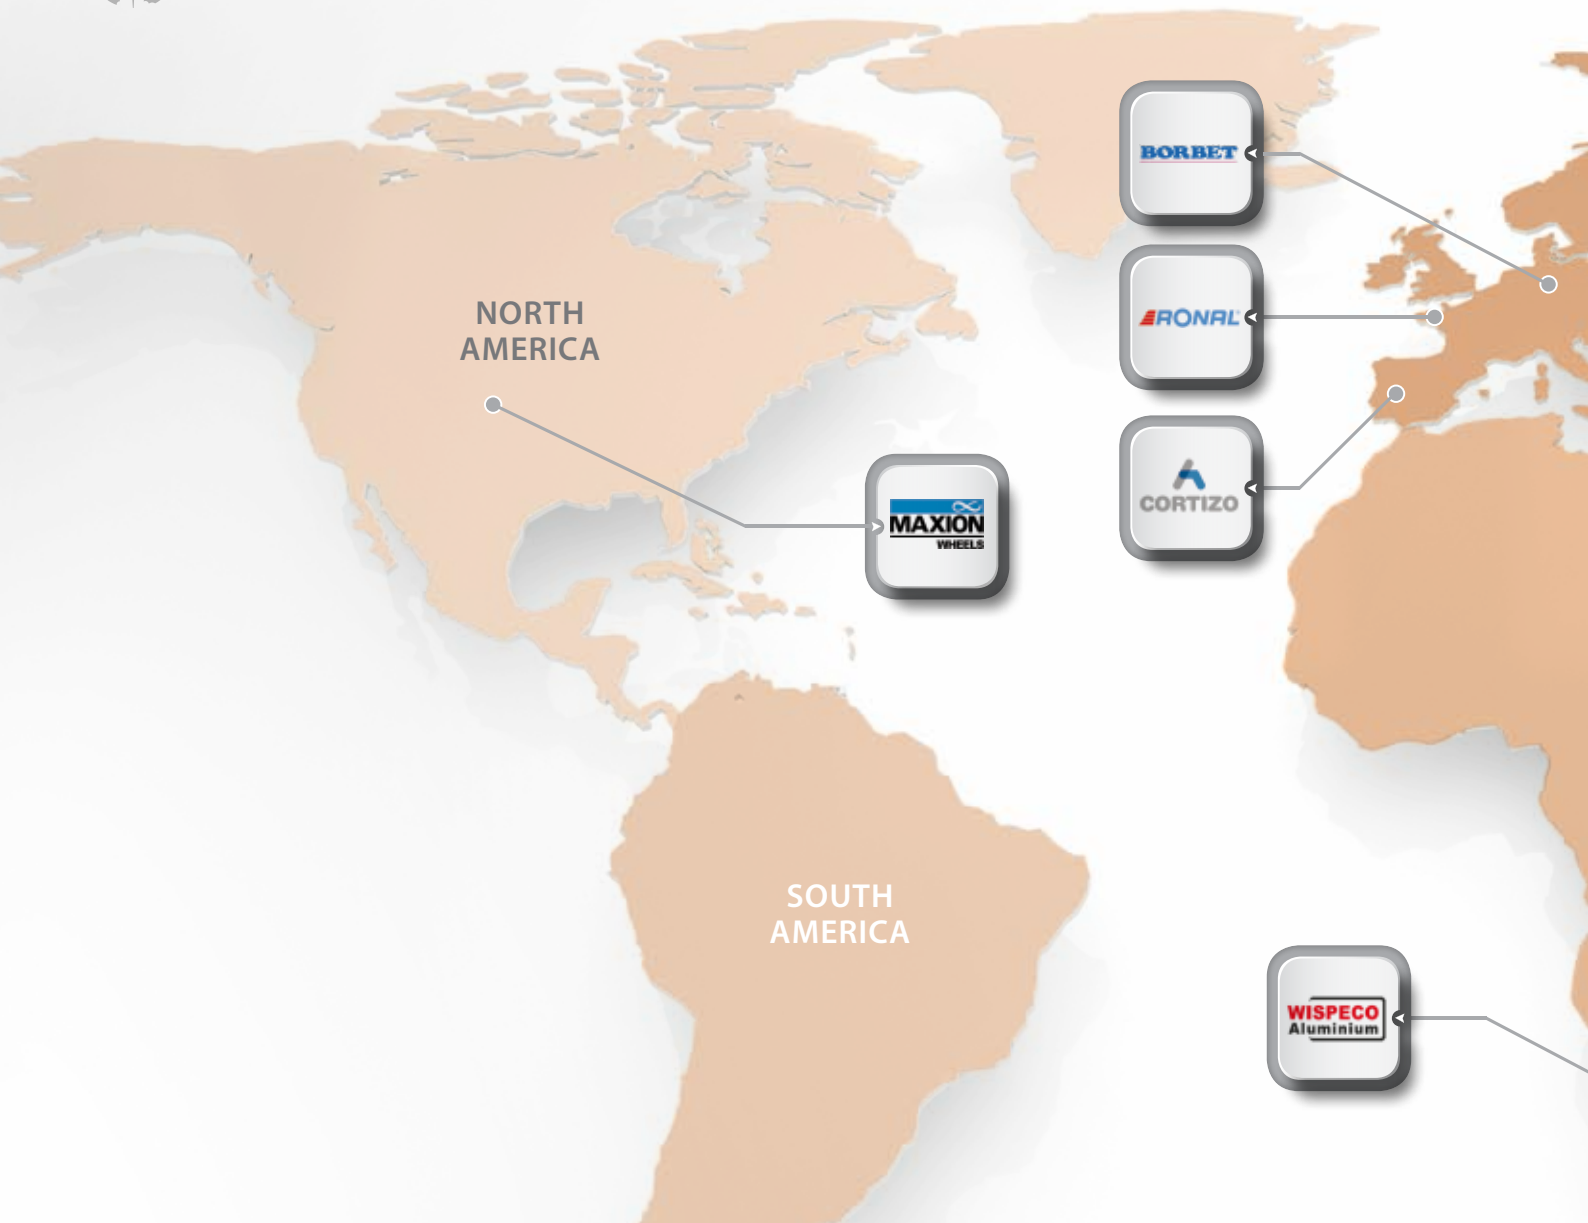 BORBET
RONAL
NORTH
AMERICA
CORTIZO
MAXION
WHEELS
SOUTH
AMERICA
WISPECO
Aluminium